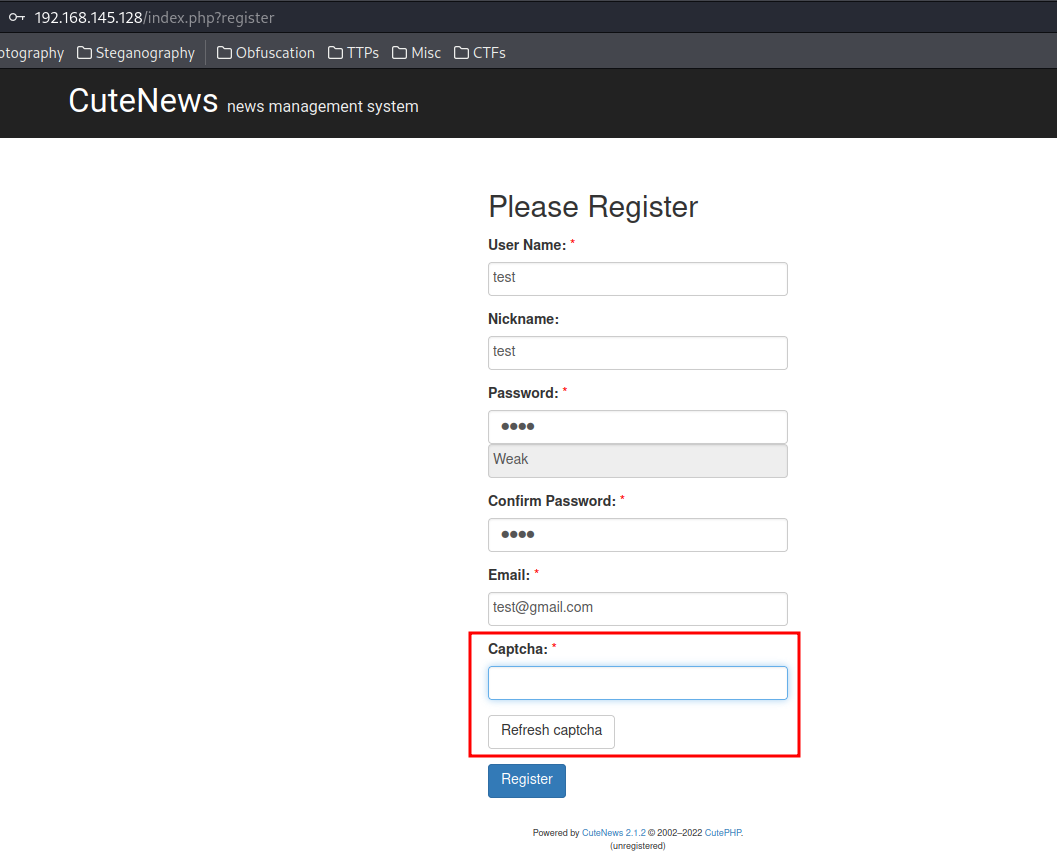 192.168.145.128/index.php?register
otography Steganography Obfuscation TTPs Misc CTFs
CuteNews news management system
Please Register
User Name: *
test
Nickname:
test
Password: *
Weak
Confirm Password: *
Email: *
test@gmail.com
Captcha: *
Refresh captcha
Register
Powered by CuteNews 2.1.2 © 2002–2022 CutePHP.
(unregistered)